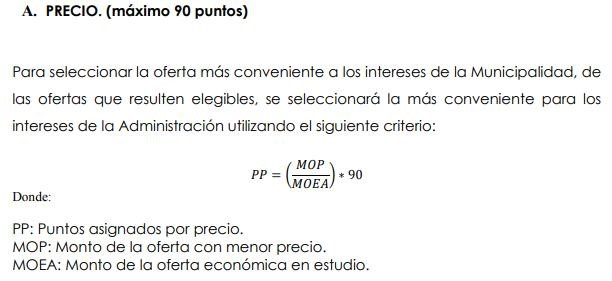 A. PRECIO. (máximo 90 puntos)
Para seleccionar la oferta más conveniente a los intereses de la Municipalidad, de
las ofertas que resulten elegibles, se seleccionará la más conveniente para los
intereses de la Administración utilizando el siguiente criterio:
PP = (MOP/MOEA) * 90
Donde:
PP: Puntos asignados por precio.
MOP: Monto de la oferta con menor precio.
MOEA: Monto de la oferta económica en estudio.